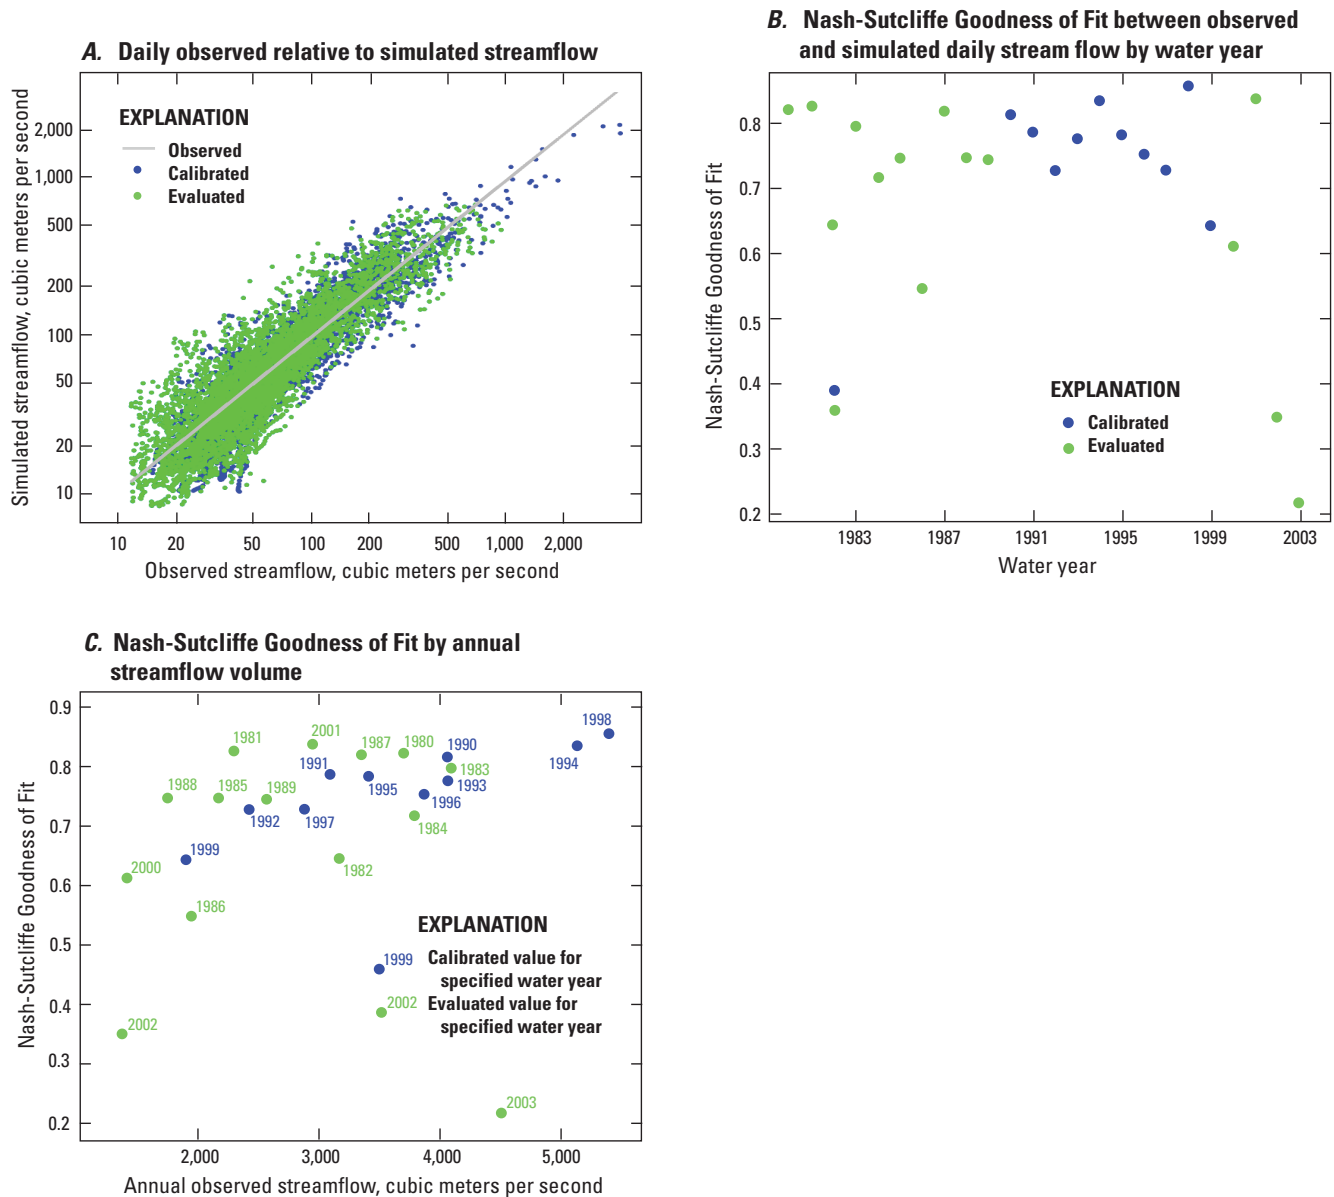 A. Daily observed relative to simulated streamflow
Simulated streamflow, cubic meters per second
2,000
1,000
500
200
100
50
20
10
EXPLANATION
Observed
Calibrated
Evaluated
10 20 50 100 200 500 1,000 2,000
Observed streamflow, cubic meters per second
B. Nash-Sutcliffe Goodness of Fit between observed
and simulated daily stream flow by water year
Nash-Sutcliffe Goodness of Fit
0.8
0.7
0.6
0.5
0.4
0.3
0.2
EXPLANATION
Calibrated
Evaluated
1983 1987 1991 1995 1999 2003
Water year
C. Nash-Sutcliffe Goodness of Fit by annual
streamflow volume
Nash-Sutcliffe Goodness of Fit
0.9
0.8
0.7
0.6
0.5
0.4
0.3
0.2
1998
1994
1981
2001
1987
1980
1990
1983
1991
1995
1993
1996
1988
1985
1989
1992
1997
1984
1999
2000
1982
1986
2002
2003
EXPLANATION
1999 Calibrated value for
specified water year
2002 Evaluated value for
specified water year
2,000 3,000 4,000 5,000
Annual observed streamflow, cubic meters per second